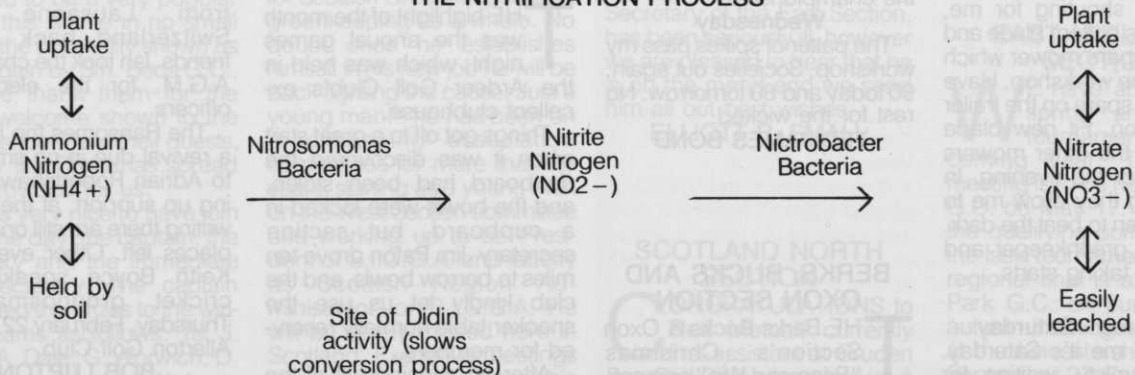 THE NITRIFICATION PROCESS
Plant
uptake
Ammonium
Nitrogen
(NH4+)
Held by
soil
Nitrosomonas
Bacteria
Site of Didin
activity (slows
conversion process)
Nitrite
Nitrogen
(NO2−)
Nictrobacter
Bacteria
Plant
uptake
Nitrate
Nitrogen
(NO3−)
Easily
leached